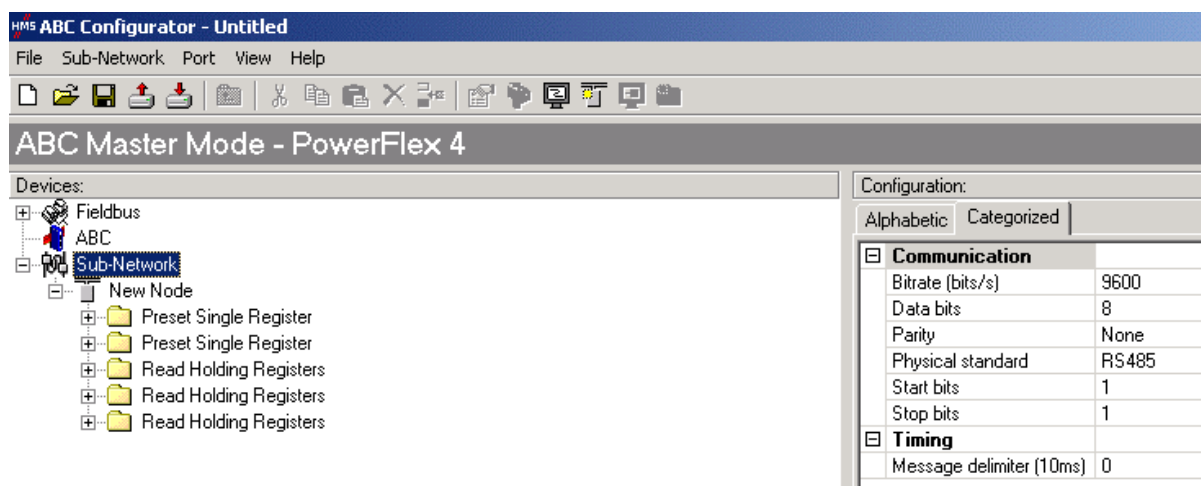 HMS ABC Configurator - Untitled
File Sub-Network Port View Help
ABC Master Mode - PowerFlex 4
Devices:
Fieldbus
ABC
Sub-Network
New Node
Preset Single Register
Preset Single Register
Read Holding Registers
Read Holding Registers
Read Holding Registers
Configuration:
Alphabetic Categorized
Communication
Bitrate (bits/s) 9600
Data bits 8
Parity None
Physical standard RS485
Start bits 1
Stop bits 1
Timing
Message delimiter (10ms) 0